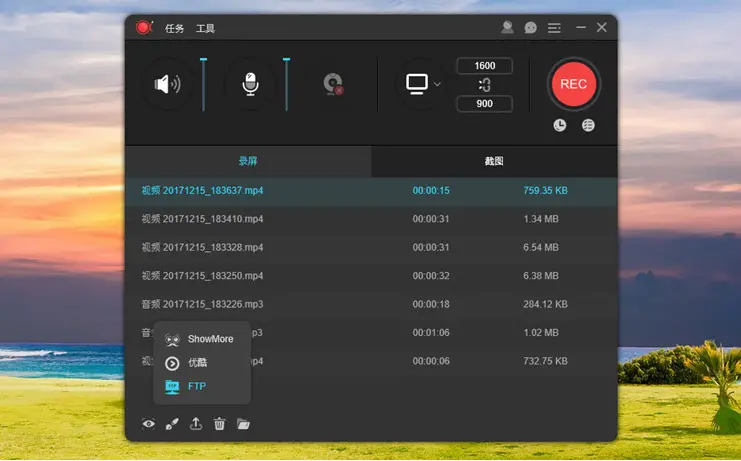 任务 工具
1600
900
REC
录屏 截图
视频 20171215_183637.mp4 00:00:15 759.35 KB
视频 20171215_183410.mp4 00:00:31 1.34 MB
视频 20171215_183328.mp4 00:00:31 6.54 MB
视频 20171215_183250.mp4 00:00:32 6.38 MB
音频 20171215_183226.mp3 00:00:18 284.12 KB
音 p3 00:01:06 1.02 MB
.mp4 00:00:06 732.75 KB
ShowMore
优酷
FTP